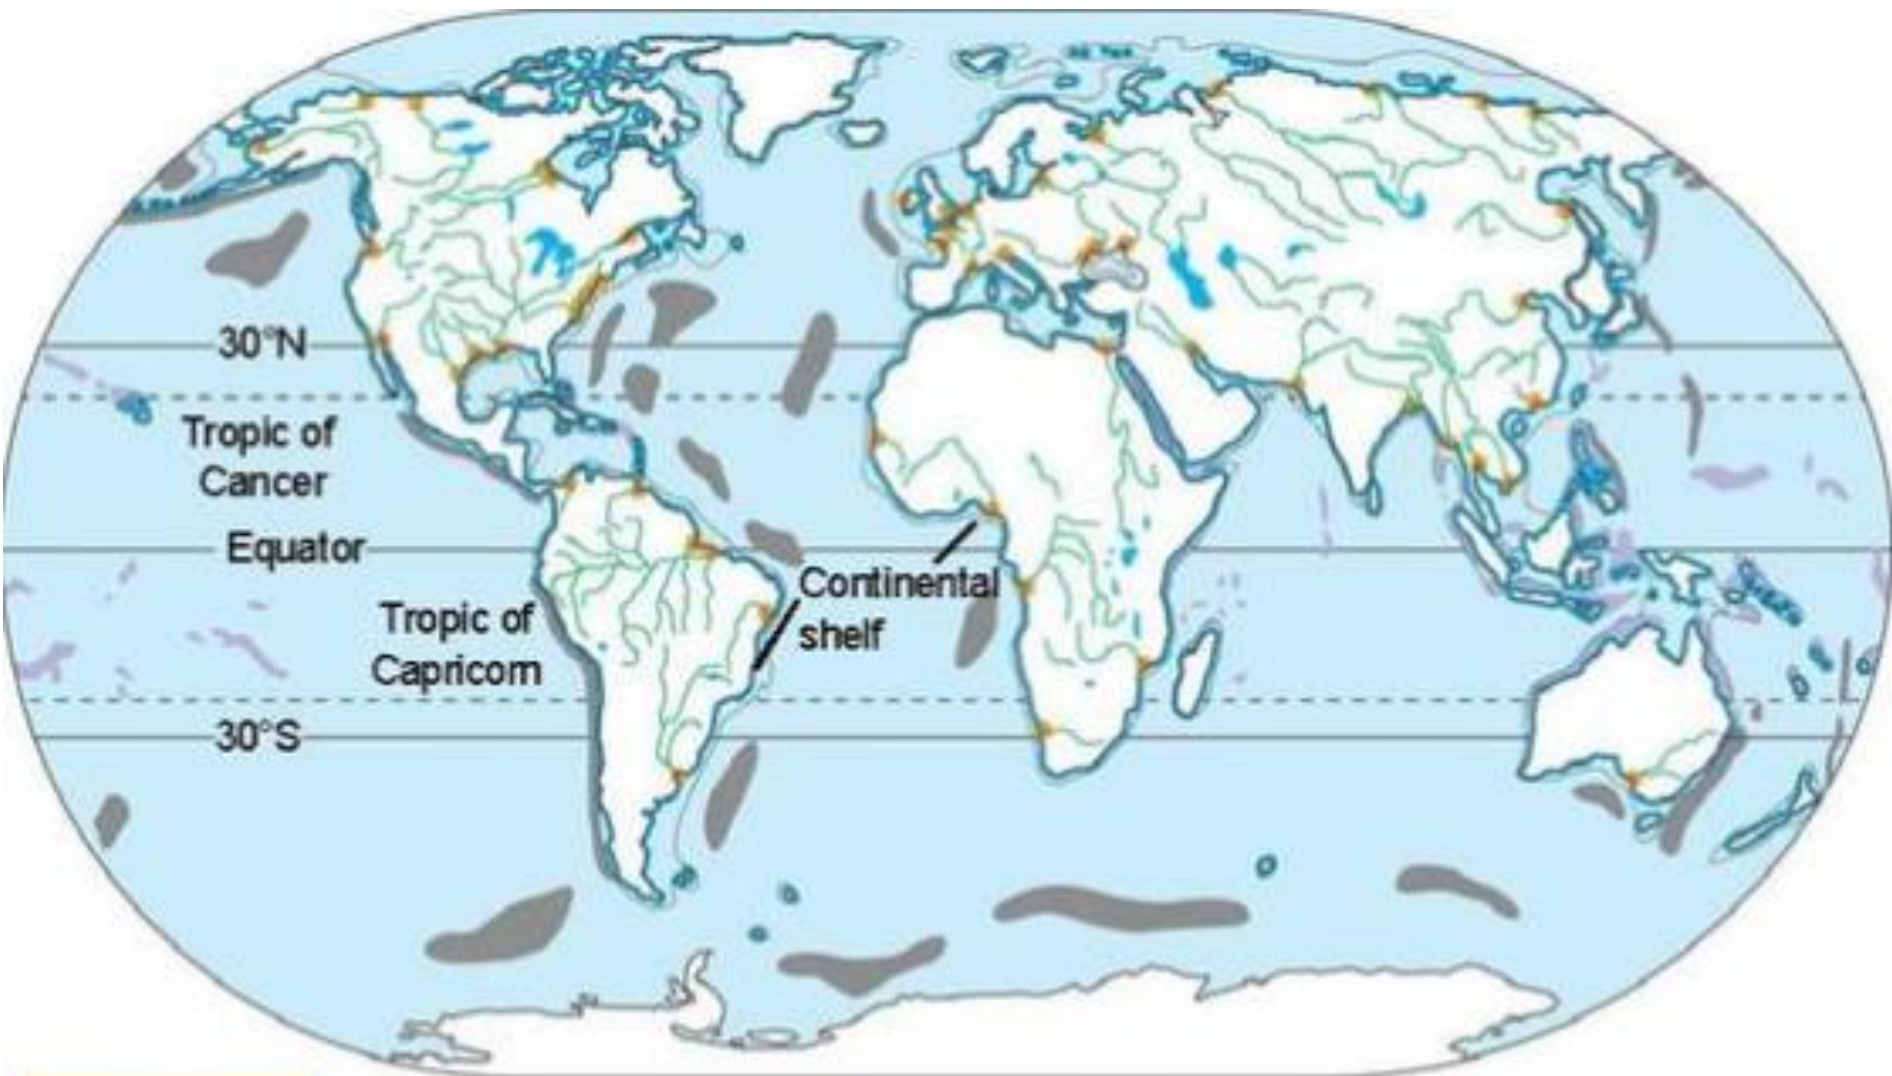 30°N
Tropic of
Cancer
Equator
Continental
shelf
Tropic of
Capricorn
30°S